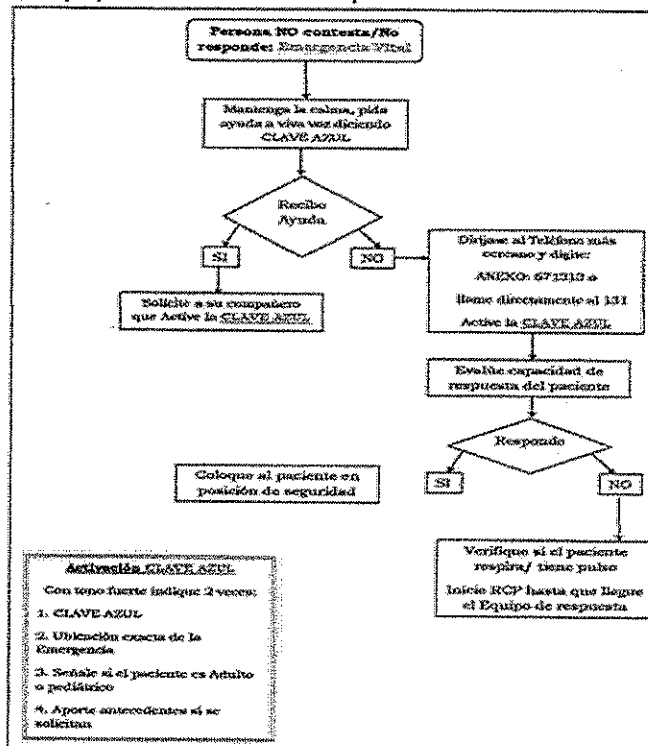 Persona NO contesta/No
responde: Emergencia Vital
Mantenga la calma, pida
ayuda a viva voz diciendo
CLAVE AZUL
Recibe
Ayuda
SI
NO
Solicite a su compañero
que Active la CLAVE AZUL
Diríjase al Teléfono más
cercano y digite:
ANEXO: o
llame directamente al 131
Active la CLAVE AZUL
Evalúe capacidad de
respuesta del paciente
Responde
SI
NO
Coloque al paciente en
posición de seguridad
Verifique si el paciente
respira/ tiene pulso
Inicie RCP hasta que llegue
el Equipo de respuesta
Activación CLAVE AZUL
Con tono fuerte indique 2 veces:
1. CLAVE AZUL
2. Ubicación exacta de la
Emergencia
3. Señale si el paciente es Adulto
o pediátrico
4. Aporte antecedentes si se
solicitan